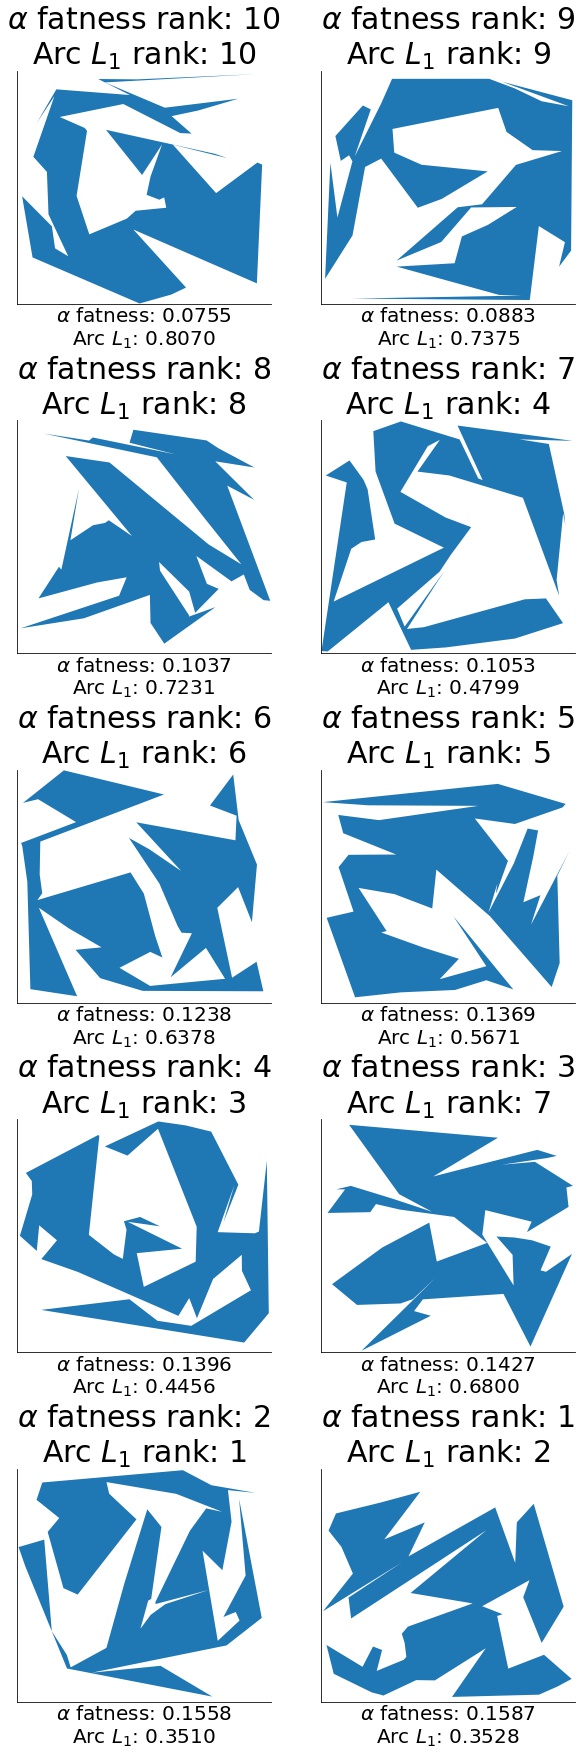 α fatness rank: 10
Arc L₁ rank: 10
α fatness: 0.0755
Arc L₁: 0.8070
α fatness rank: 9
Arc L₁ rank: 9
α fatness: 0.0883
Arc L₁: 0.7375
α fatness rank: 8
Arc L₁ rank: 8
α fatness: 0.1037
Arc L₁: 0.7231
α fatness rank: 7
Arc L₁ rank: 4
α fatness: 0.1053
Arc L₁: 0.4799
α fatness rank: 6
Arc L₁ rank: 6
α fatness: 0.1238
Arc L₁: 0.6378
α fatness rank: 5
Arc L₁ rank: 5
α fatness: 0.1369
Arc L₁: 0.5671
α fatness rank: 4
Arc L₁ rank: 3
α fatness: 0.1396
Arc L₁: 0.4456
α fatness rank: 3
Arc L₁ rank: 7
α fatness: 0.1427
Arc L₁: 0.6800
α fatness rank: 2
Arc L₁ rank: 1
α fatness: 0.1558
Arc L₁: 0.3510
α fatness rank: 1
Arc L₁ rank: 2
α fatness: 0.1587
Arc L₁: 0.3528